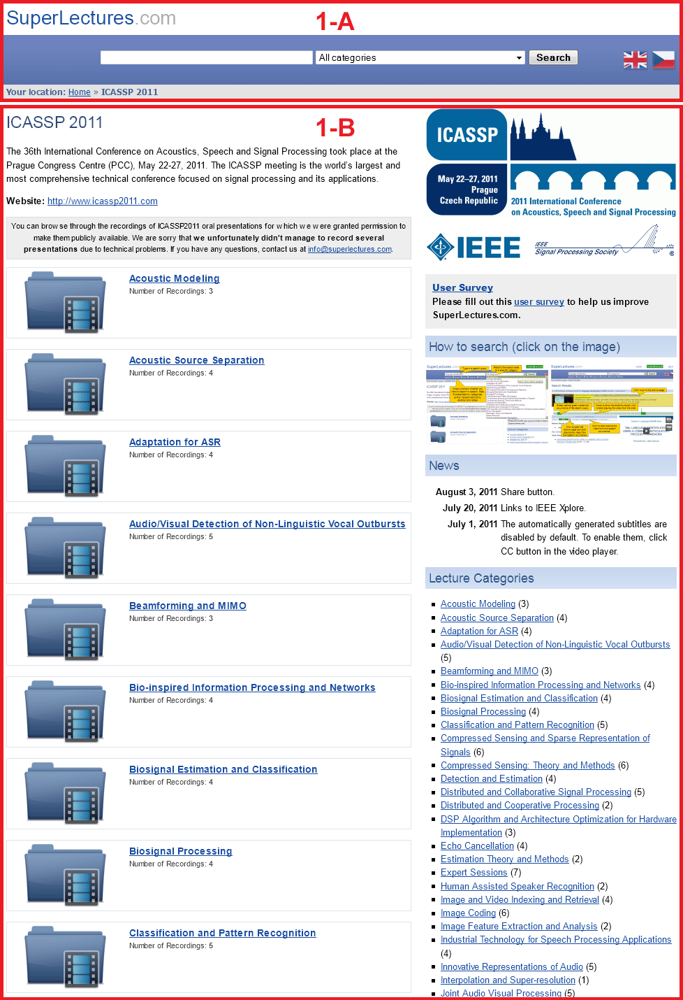 SuperLectures.com
1-A
All categories
Search
Your location: Home » ICASSP 2011
1-B
ICASSP 2011
The 36th International Conference on Acoustics, Speech and Signal Processing took place at the
Prague Congress Centre (PCC), May 22-27, 2011. The ICASSP meeting is the world's largest and
most comprehensive technical conference focused on signal processing and its applications.
Website: http://www.icassp2011.com
You can browse through the recordings of ICASSP2011 oral presentations for which we were granted permission to
make them publicly available. We are sorry that we unfortunately didn't manage to record several
presentations due to technical problems. If you have any questions, contact us at info@superlectures.com.
Acoustic Modeling
Number of Recordings: 3
Acoustic Source Separation
Number of Recordings: 4
Adaptation for ASR
Number of Recordings: 4
Audio/Visual Detection of Non-Linguistic Vocal Outbursts
Number of Recordings: 5
Beamforming and MIMO
Number of Recordings: 3
Bio-inspired Information Processing and Networks
Number of Recordings: 4
Biosignal Estimation and Classification
Number of Recordings: 4
Biosignal Processing
Number of Recordings: 4
Classification and Pattern Recognition
Number of Recordings: 5
ICASSP
May 22–27, 2011
Prague
Czech Republic
2011 International Conference
on Acoustics, Speech and Signal Processing
IEEE
IEEE
Signal Processing Society
®
User Survey
Please fill out this user survey to help us improve
SuperLectures.com.
How to search (click on the image)
News
August 3, 2011 Share button.
July 20, 2011 Links to IEEE Xplore.
July 1, 2011 The automatically generated subtitles are
disabled by default. To enable them, click
CC button in the video player.
Lecture Categories
Acoustic Modeling (3)
Acoustic Source Separation (4)
Adaptation for ASR (4)
Audio/Visual Detection of Non-Linguistic Vocal Outbursts
(5)
Beamforming and MIMO (3)
Bio-inspired Information Processing and Networks (4)
Biosignal Estimation and Classification (4)
Biosignal Processing (4)
Classification and Pattern Recognition (5)
Compressed Sensing and Sparse Representation of
Signals (6)
Compressed Sensing: Theory and Methods (6)
Detection and Estimation (4)
Distributed and Collaborative Signal Processing (5)
Distributed and Cooperative Processing (2)
DSP Algorithm and Architecture Optimization for Hardware
Implementation (3)
Echo Cancellation (4)
Estimation Theory and Methods (2)
Expert Sessions (7)
Human Assisted Speaker Recognition (2)
Image and Video Indexing and Retrieval (4)
Image Coding (6)
Image Feature Extraction and Analysis (2)
Industrial Technology for Speech Processing Applications
(4)
Innovative Representations of Audio (5)
Interpolation and Super-resolution (1)
Joint Audio Visual Processing (5)